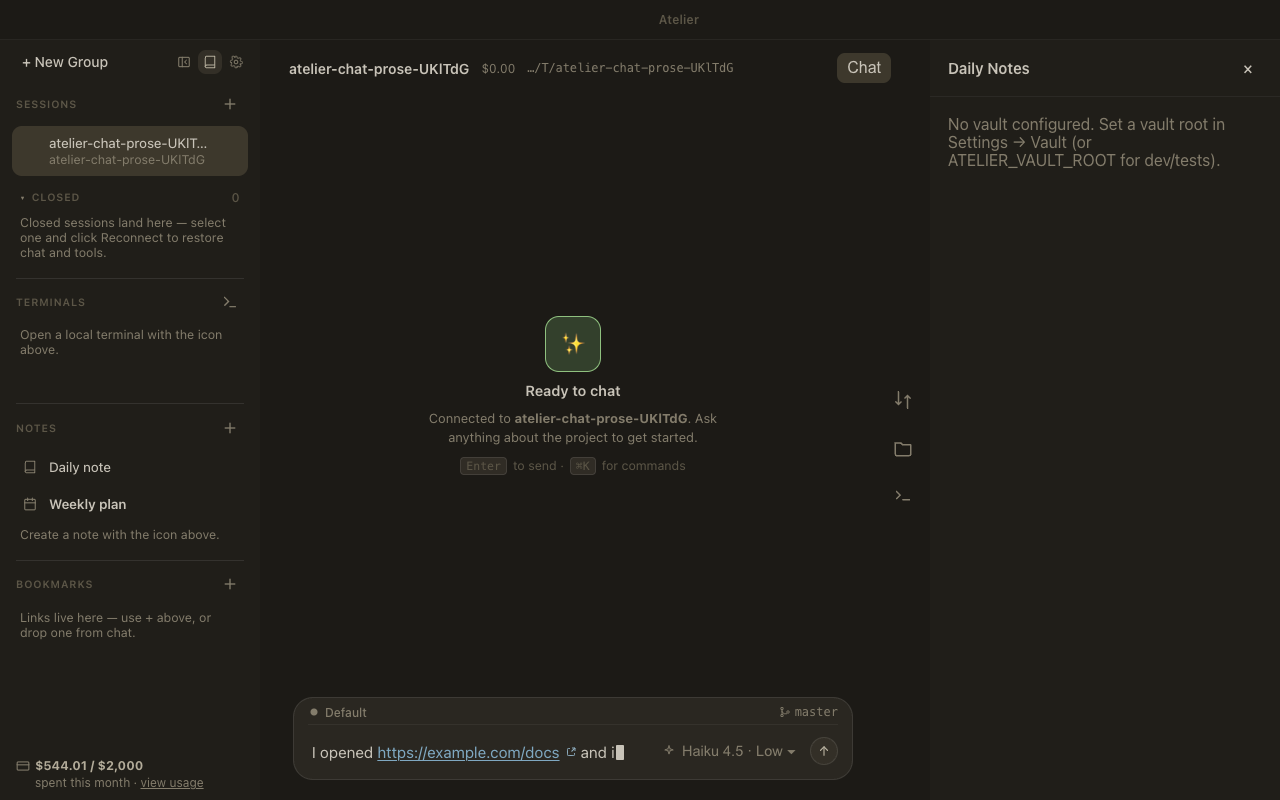 Atelier
+ New Group
SESSIONS
atelier-chat-prose-UKlT...
atelier-chat-prose-UKlTdG
CLOSED 0
Closed sessions land here — select
one and click Reconnect to restore
chat and tools.
TERMINALS
Open a local terminal with the icon
above.
NOTES
Daily note
Weekly plan
Create a note with the icon above.
BOOKMARKS
Links live here — use + above, or
drop one from chat.
$544.01 / $2,000
spent this month · view usage
atelier-chat-prose-UKlTdG $0.00 …/T/atelier-chat-prose-UKlTdG Chat
Ready to chat
Connected to atelier-chat-prose-UKlTdG. Ask
anything about the project to get started.
Enter to send · ⌘K for commands
Default master
I opened https://example.com/docs and i
Haiku 4.5 · Low
Daily Notes ×
No vault configured. Set a vault root in
Settings → Vault (or
ATELIER_VAULT_ROOT for dev/tests).